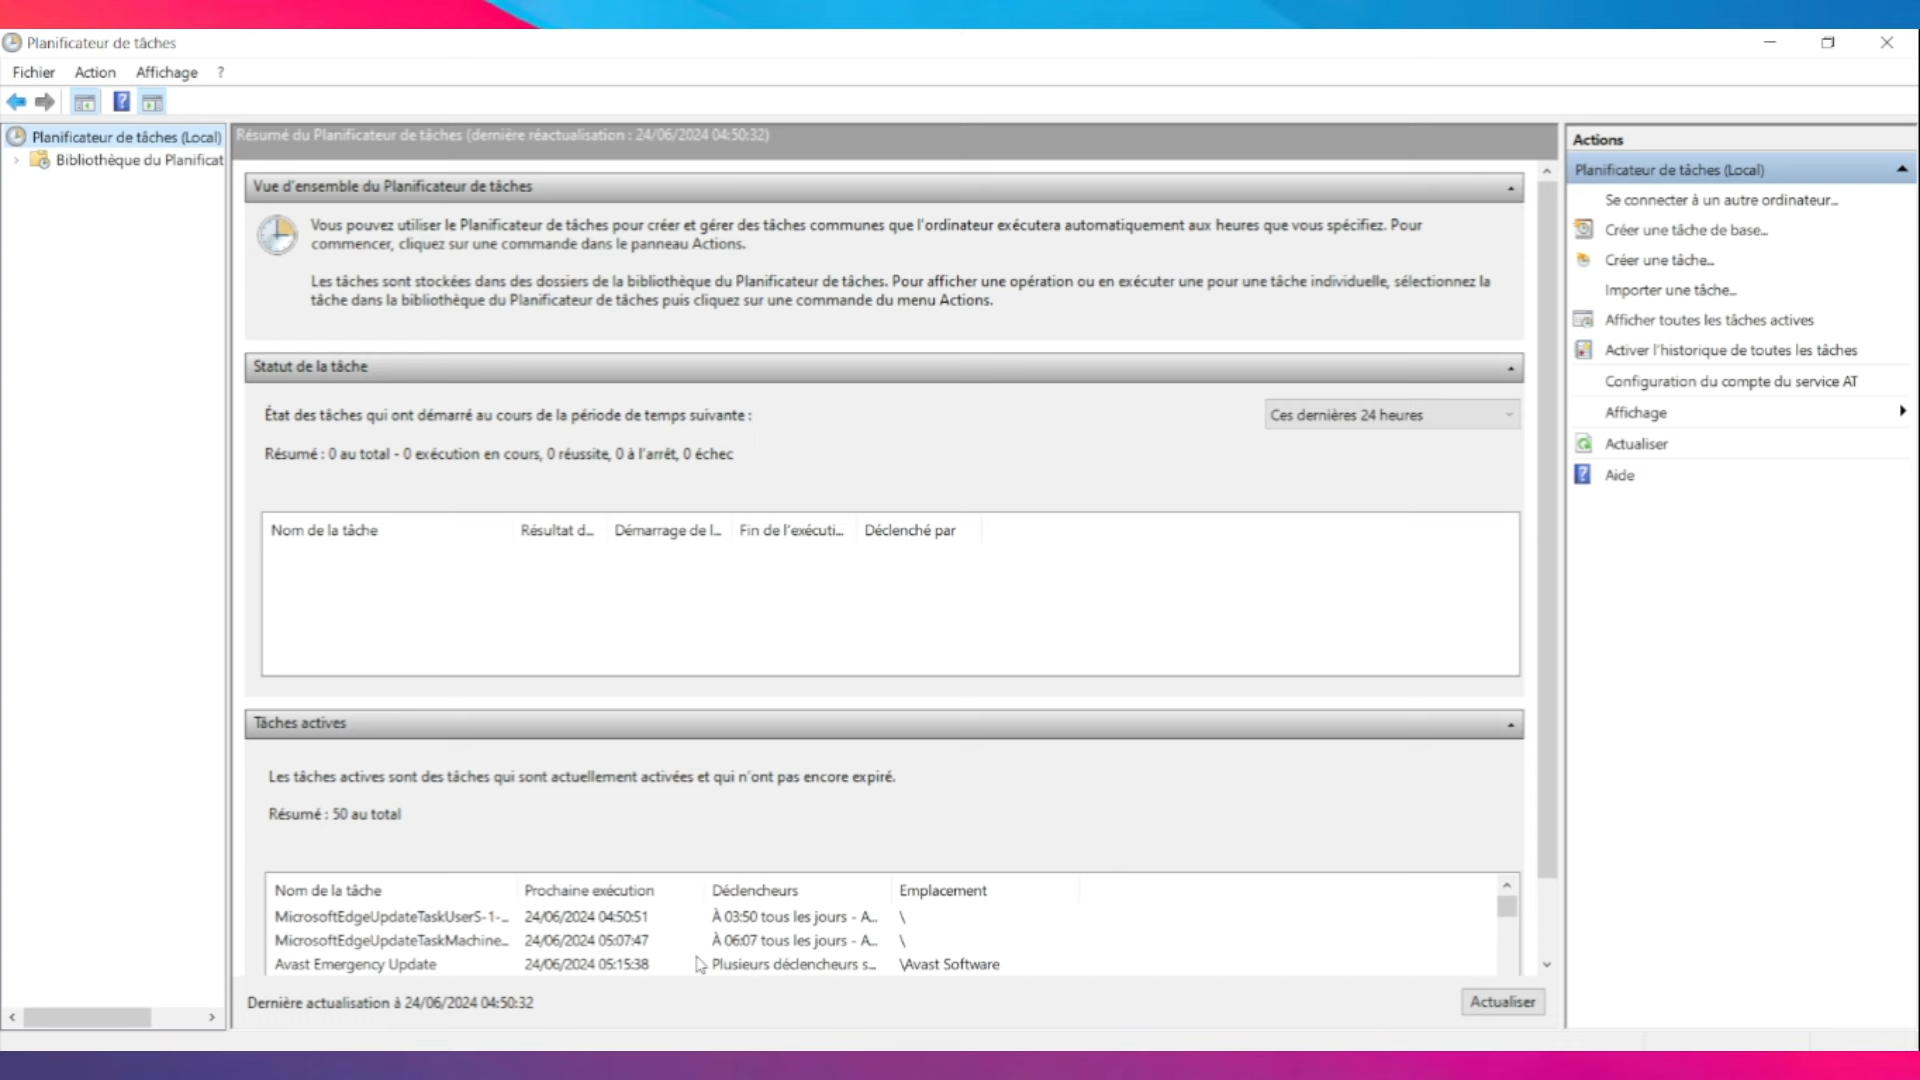 Planificateur de tâches
Fichier Action Affichage ?
Planificateur de tâches (Local)
Bibliothèque du Planificat
Résumé du Planificateur de tâches (dernière réactualisation : 24/06/2024 04:50:32)
Vue d'ensemble du Planificateur de tâches
Vous pouvez utiliser le Planificateur de tâches pour créer et gérer des tâches communes que l'ordinateur exécutera automatiquement aux heures que vous spécifiez. Pour
commencer, cliquez sur une commande dans le panneau Actions.
Les tâches sont stockées dans des dossiers de la bibliothèque du Planificateur de tâches. Pour afficher une opération ou en exécuter une pour une tâche individuelle, sélectionnez la
tâche dans la bibliothèque du Planificateur de tâches puis cliquez sur une commande du menu Actions.
Statut de la tâche
État des tâches qui ont démarré au cours de la période de temps suivante :
Ces dernières 24 heures
Résumé : 0 au total - 0 exécution en cours, 0 réussite, 0 à l'arrêt, 0 échec
Nom de la tâche Résultat d... Démarrage de l... Fin de l'exécuti... Déclenché par
Tâches actives
Les tâches actives sont des tâches qui sont actuellement activées et qui n'ont pas encore expiré.
Résumé : 50 au total
Nom de la tâche Prochaine exécution Déclencheurs Emplacement
MicrosoftEdgeUpdateTaskUserS-1-... 24/06/2024 04:50:51 À 03:50 tous les jours - A... \
MicrosoftEdgeUpdateTaskMachine... 24/06/2024 05:07:47 À 06:07 tous les jours - A... \
Avast Emergency Update 24/06/2024 05:15:38 Plusieurs déclencheurs s... \Avast Software
Dernière actualisation à 24/06/2024 04:50:32
Actualiser
Actions
Planificateur de tâches (Local)
Se connecter à un autre ordinateur...
Créer une tâche de base...
Créer une tâche...
Importer une tâche...
Afficher toutes les tâches actives
Activer l'historique de toutes les tâches
Configuration du compte du service AT
Affichage
Actualiser
Aide